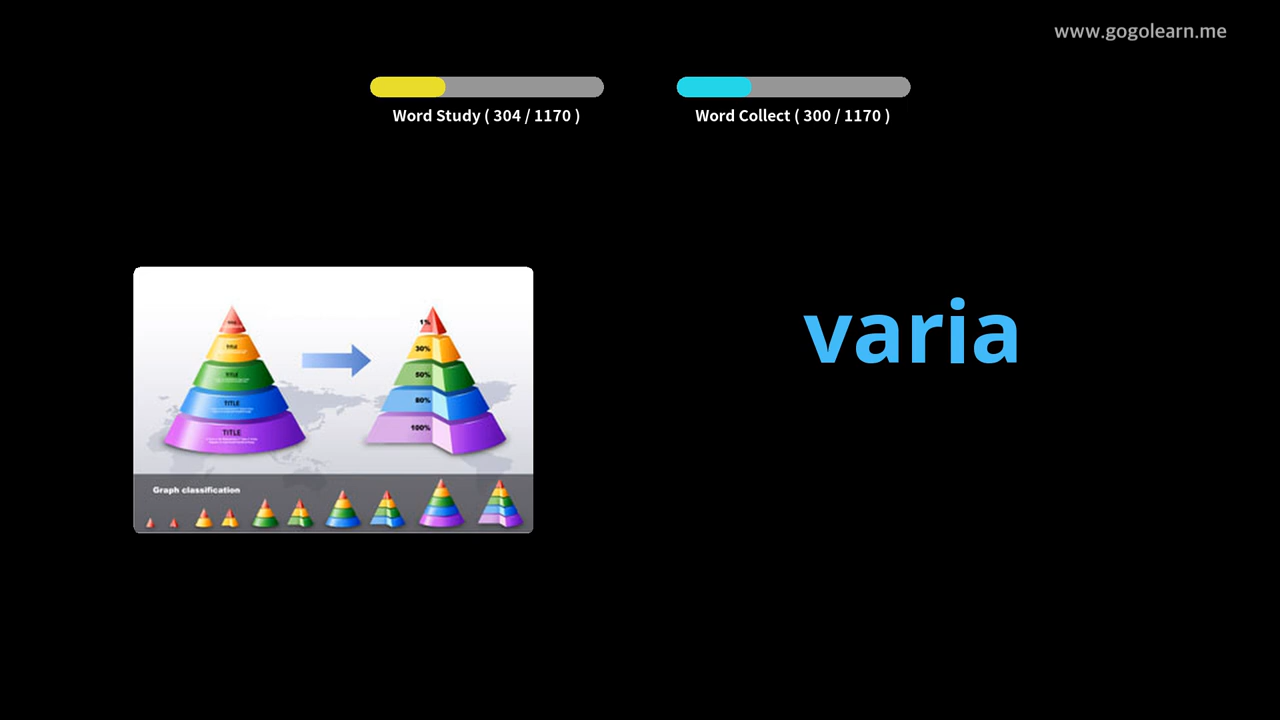 www.gogolearn.me
Word Study ( 304 / 1170 )
Word Collect ( 300 / 1170 )
varia
TITLE
TITLE
TITLE
TITLE
1%
30%
50%
80%
100%
Graph classification